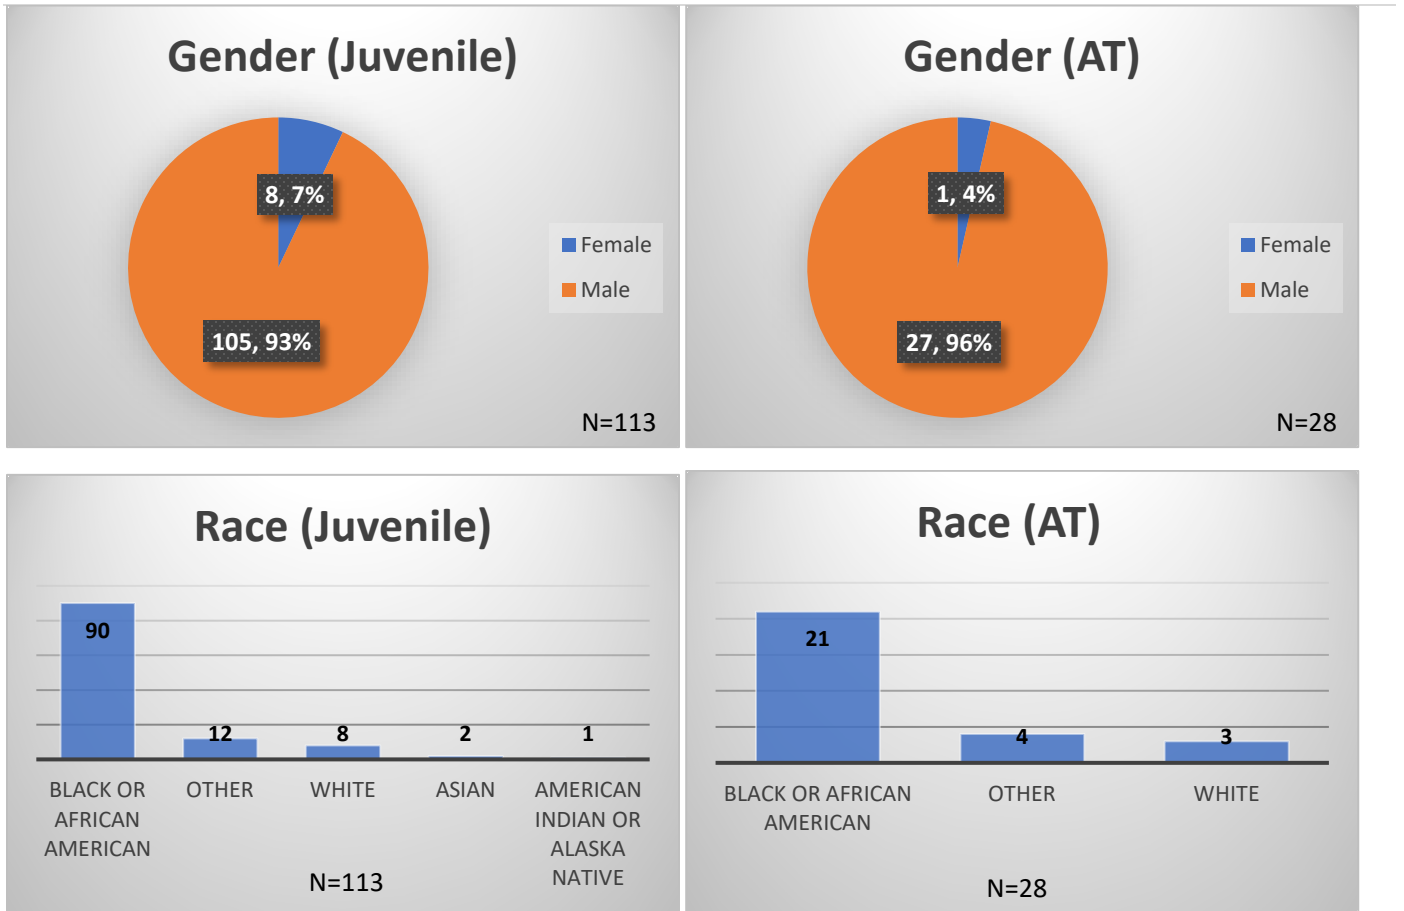 Gender (Juvenile)
8, 7%
105, 93%
Female
Male
N=113
Gender (AT)
1, 4%
27, 96%
Female
Male
N=28
Race (Juvenile)
90
12
8
2
1
BLACK OR
AFRICAN
AMERICAN
OTHER
WHITE
ASIAN
AMERICAN
INDIAN OR
ALASKA
NATIVE
N=113
Race (AT)
21
4
3
BLACK OR AFRICAN
AMERICAN
OTHER
WHITE
N=28